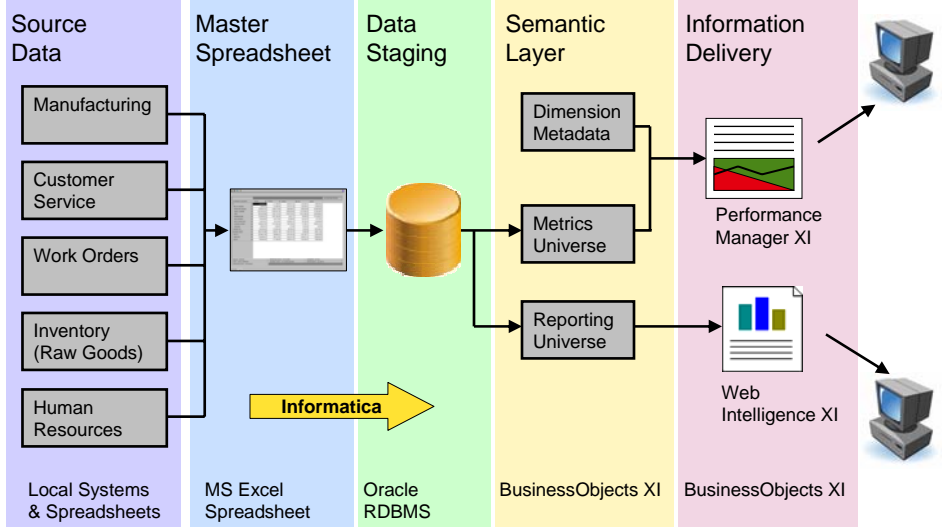 Source
Data
Master
Spreadsheet
Data
Staging
Semantic
Layer
Information
Delivery
Manufacturing
Customer
Service
Work Orders
Inventory
(Raw Goods)
Human
Resources
Dimension
Metadata
Metrics
Universe
Reporting
Universe
Performance
Manager XI
Web
Intelligence XI
Informatica
Local Systems
& Spreadsheets
MS Excel
Spreadsheet
Oracle
RDBMS
BusinessObjects XI
BusinessObjects XI